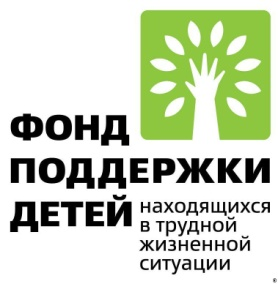 ФОНД
ПОДДЕРЖКИ
ДЕТЕЙ находящихся
в трудной
жизненной
ситуации
®